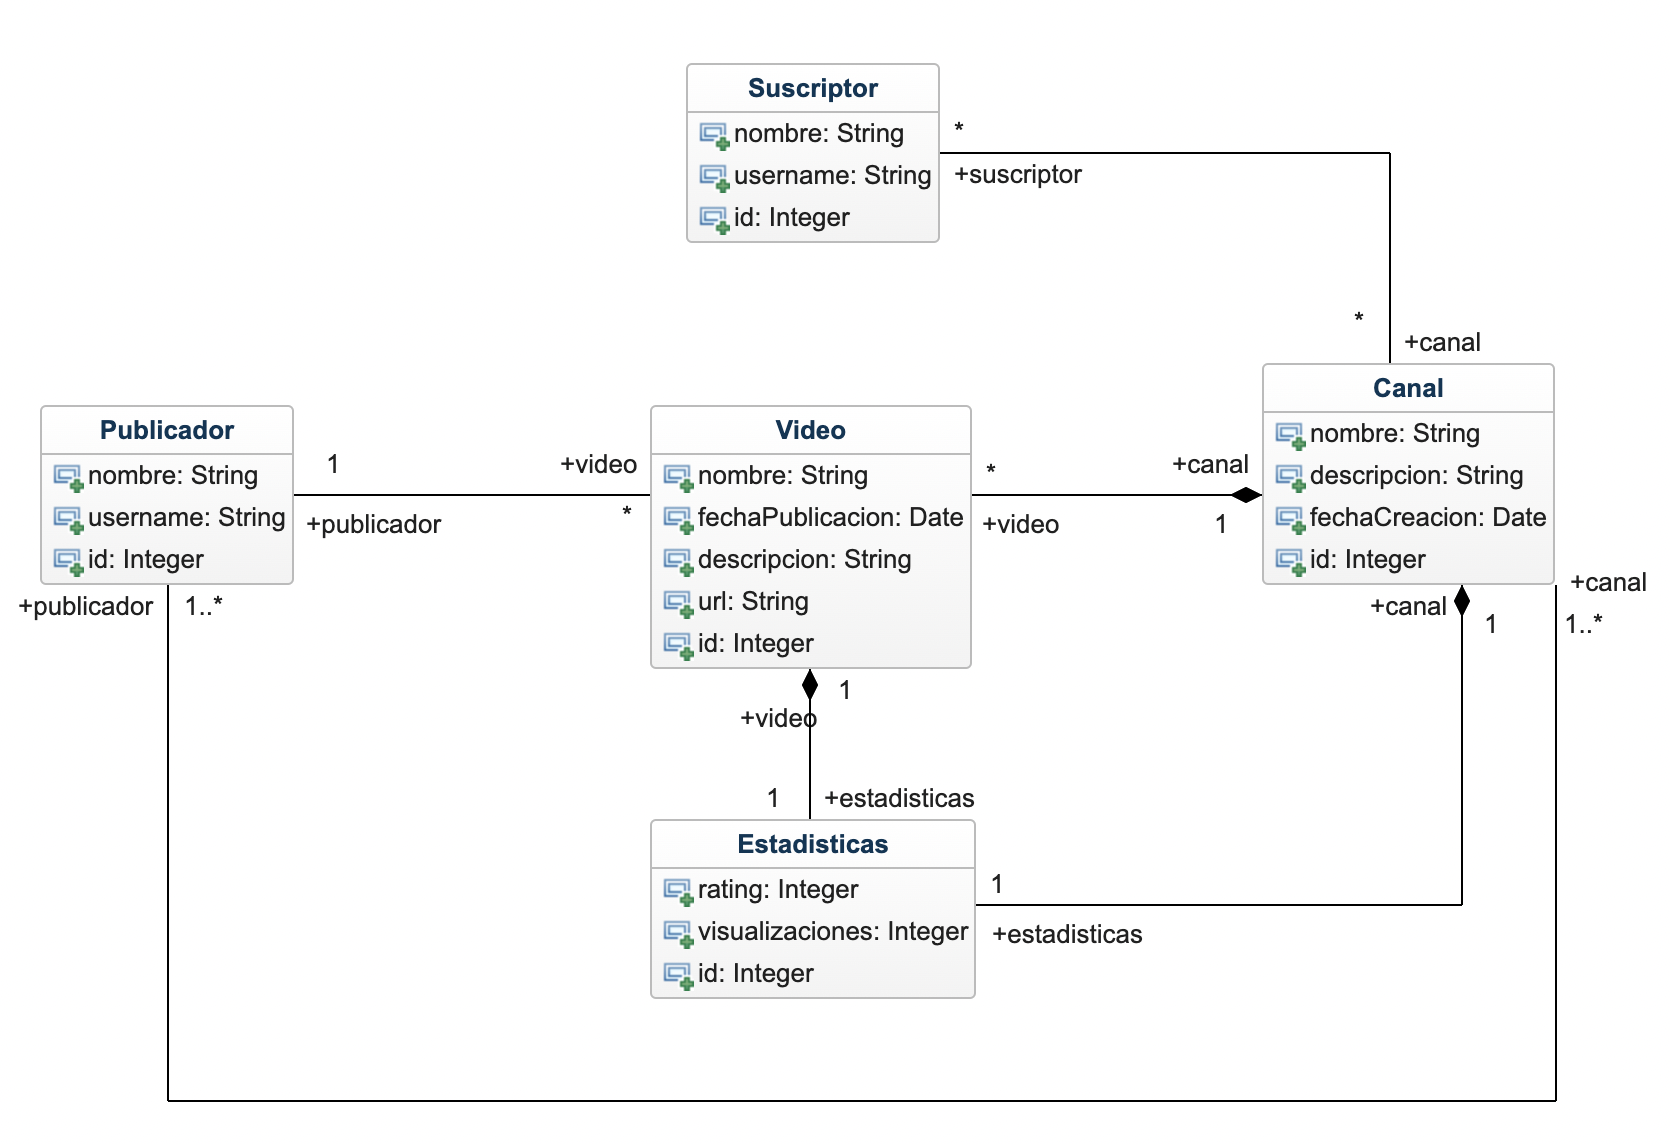 Suscriptor
nombre: String
username: String
id: Integer
*
+suscriptor
*
+canal
Canal
nombre: String
descripcion: String
fechaCreacion: Date
id: Integer
Publicador
nombre: String
username: String
id: Integer
1
+publicador
+video
*
Video
nombre: String
fechaPublicacion: Date
descripcion: String
url: String
id: Integer
*
+video
+canal
1
+publicador
1..*
+canal
1
+canal
1..*
1
+video
1
+estadisticas
Estadisticas
rating: Integer
visualizaciones: Integer
id: Integer
1
+estadisticas